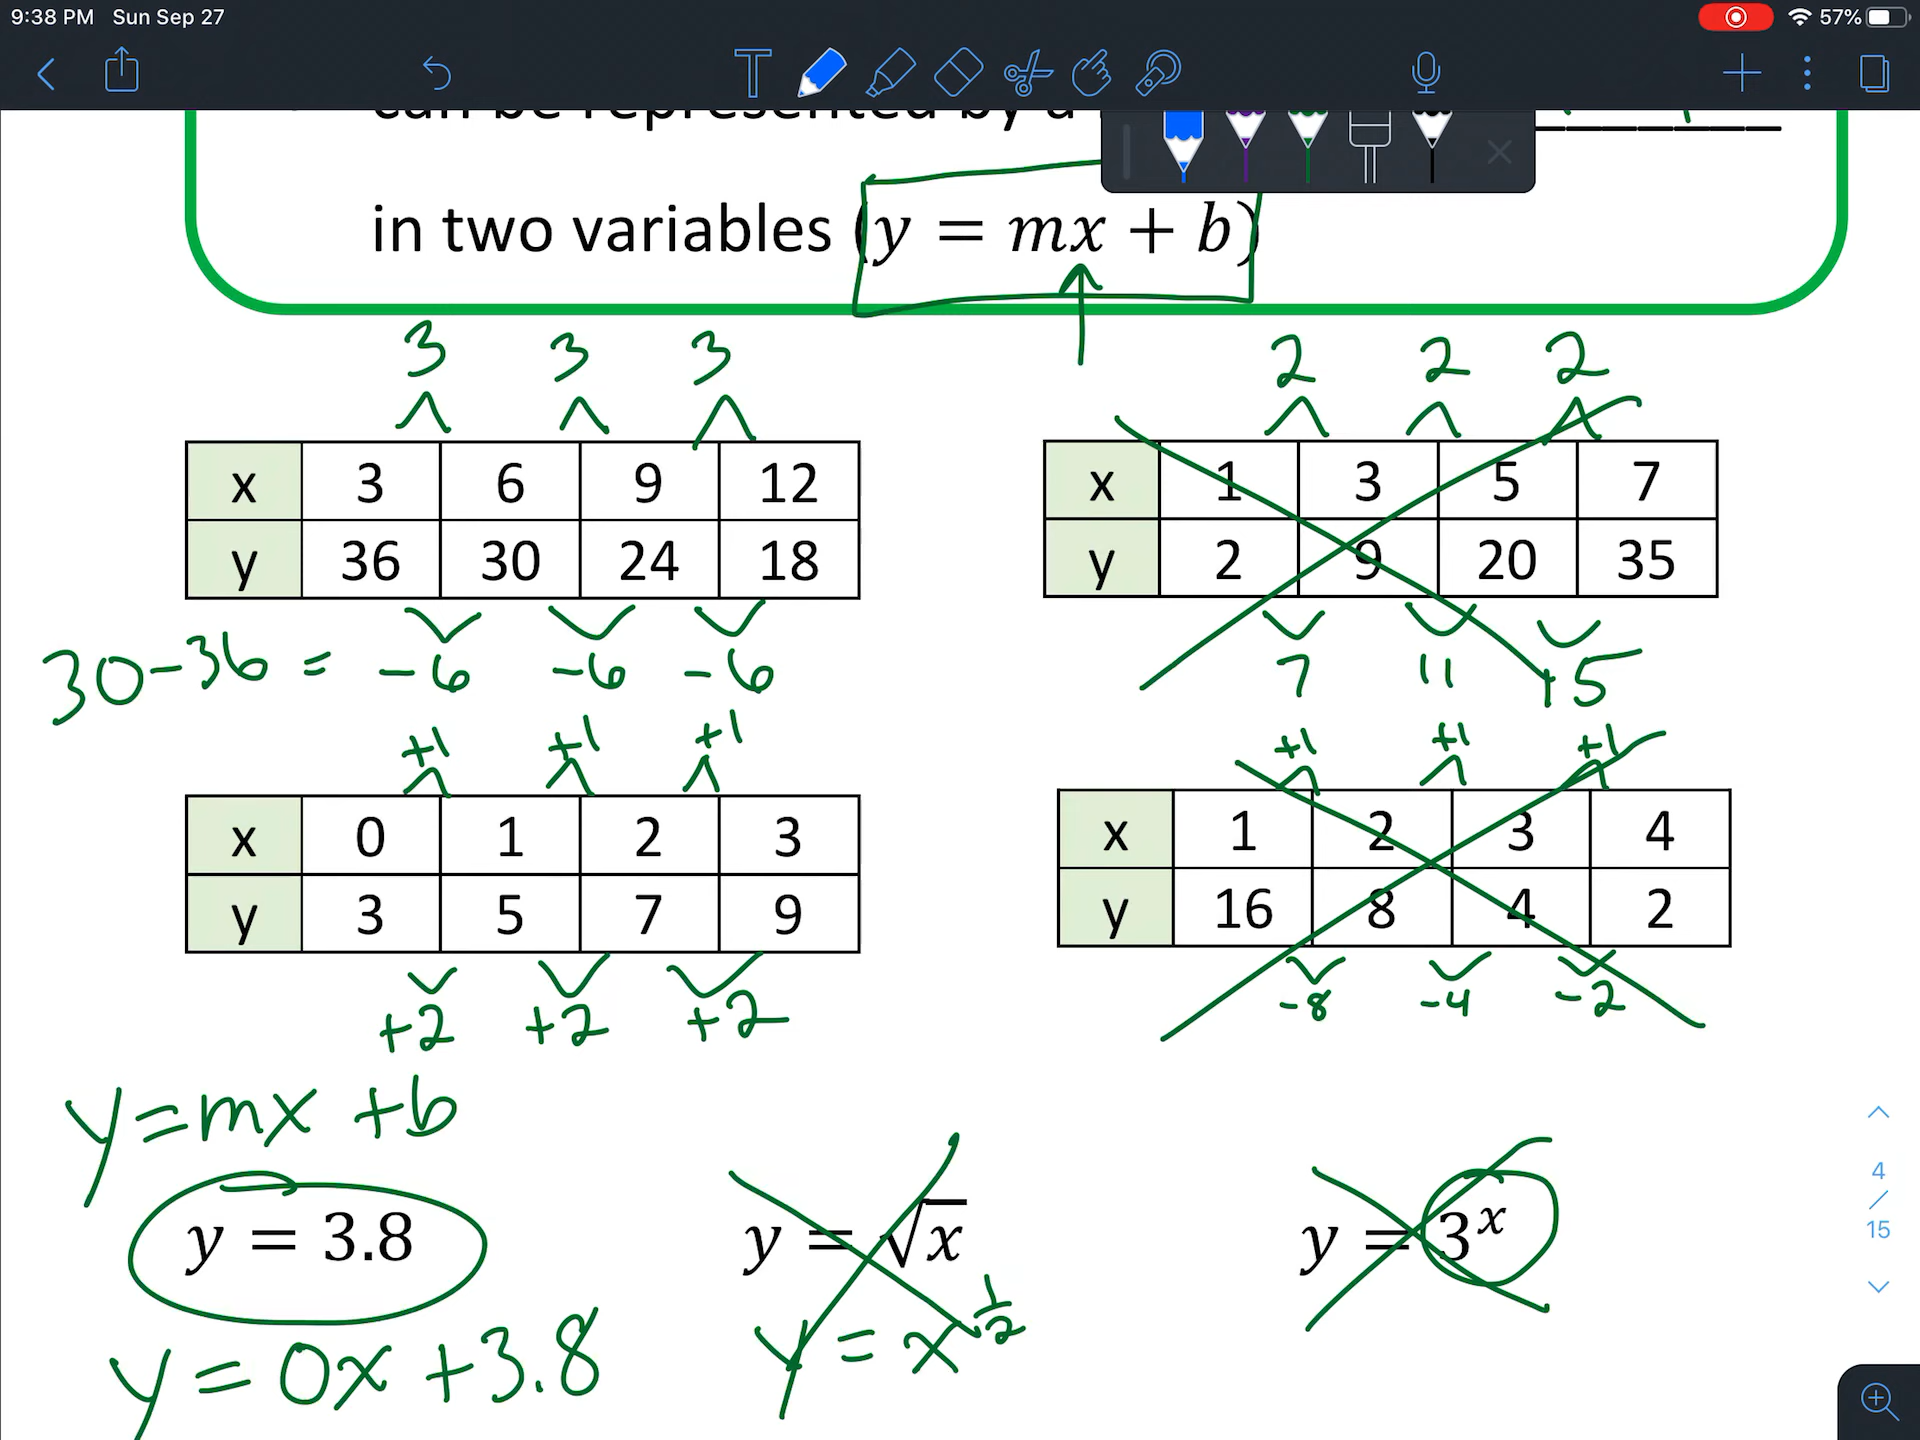 9:38 PM Sun Sep 27
57%
T
can be represented by a
in two variables (y = mx + b)
3 3 3
x 3 6 9 12
y 36 30 24 18
30-36 = -6 -6 -6
2 2 2
x 1 3 5 7
y 2 9 20 35
7 11 15
+1 +1 +1
x 0 1 2 3
y 3 5 7 9
+2 +2 +2
+1 +1 +1
x 1 2 3 4
y 16 8 4 2
-8 -4 -2
y=mx +b
y = 3.8
y = 0x +3.8
y = √x
y = x^1/2
y = 3^x
4
/
15